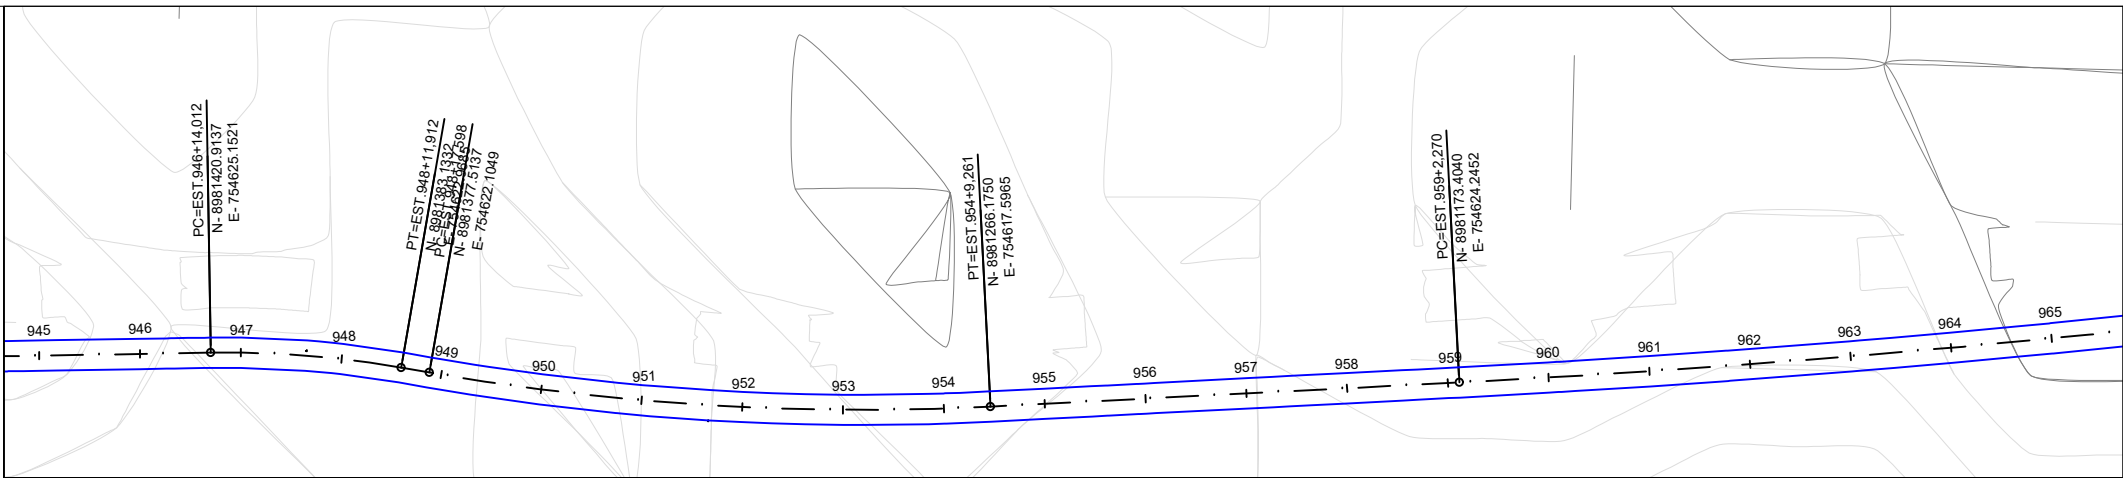 PC=EST.946+14,012
N- 8981420.9137
E- 754625.1521
PT=EST.948+11,912
N- 8981383.1332
N- 8981377.5137
E- 754622.1049
PT=EST.954+9,261
N- 8981266.1750
E- 754617.5965
PC=EST.959+2,270
N- 8981173.4040
E- 754624.2452
945
946
947
948
949
950
951
952
953
954
955
956
957
958
959
960
961
962
963
964
965